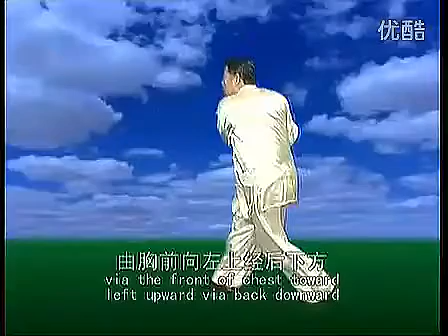 优酷
由胸前向左上经后下方
via the front of chest toward
left upward via back downward